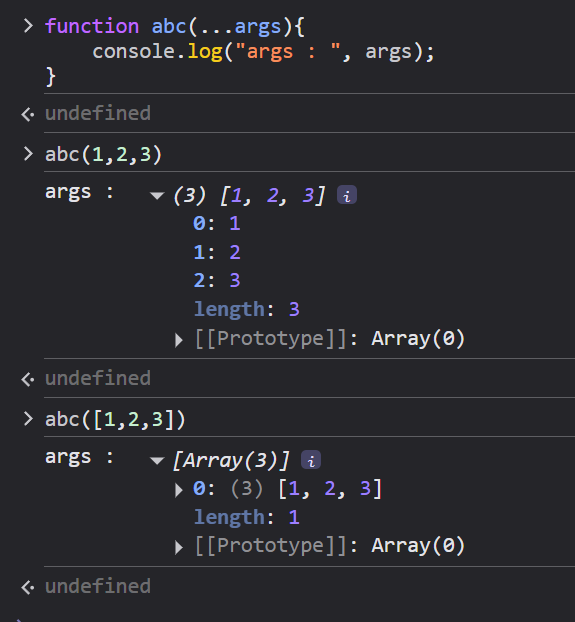 > function abc(...args){
    console.log("args : ", args);
}
undefined
> abc(1,2,3)
args :  ▼ (3) [1, 2, 3] i
0: 1
1: 2
2: 3
length: 3
▶ [[Prototype]]: Array(0)
undefined
> abc([1,2,3])
args :  ▼ [Array(3)] i
▶ 0: (3) [1, 2, 3]
length: 1
▶ [[Prototype]]: Array(0)
undefined